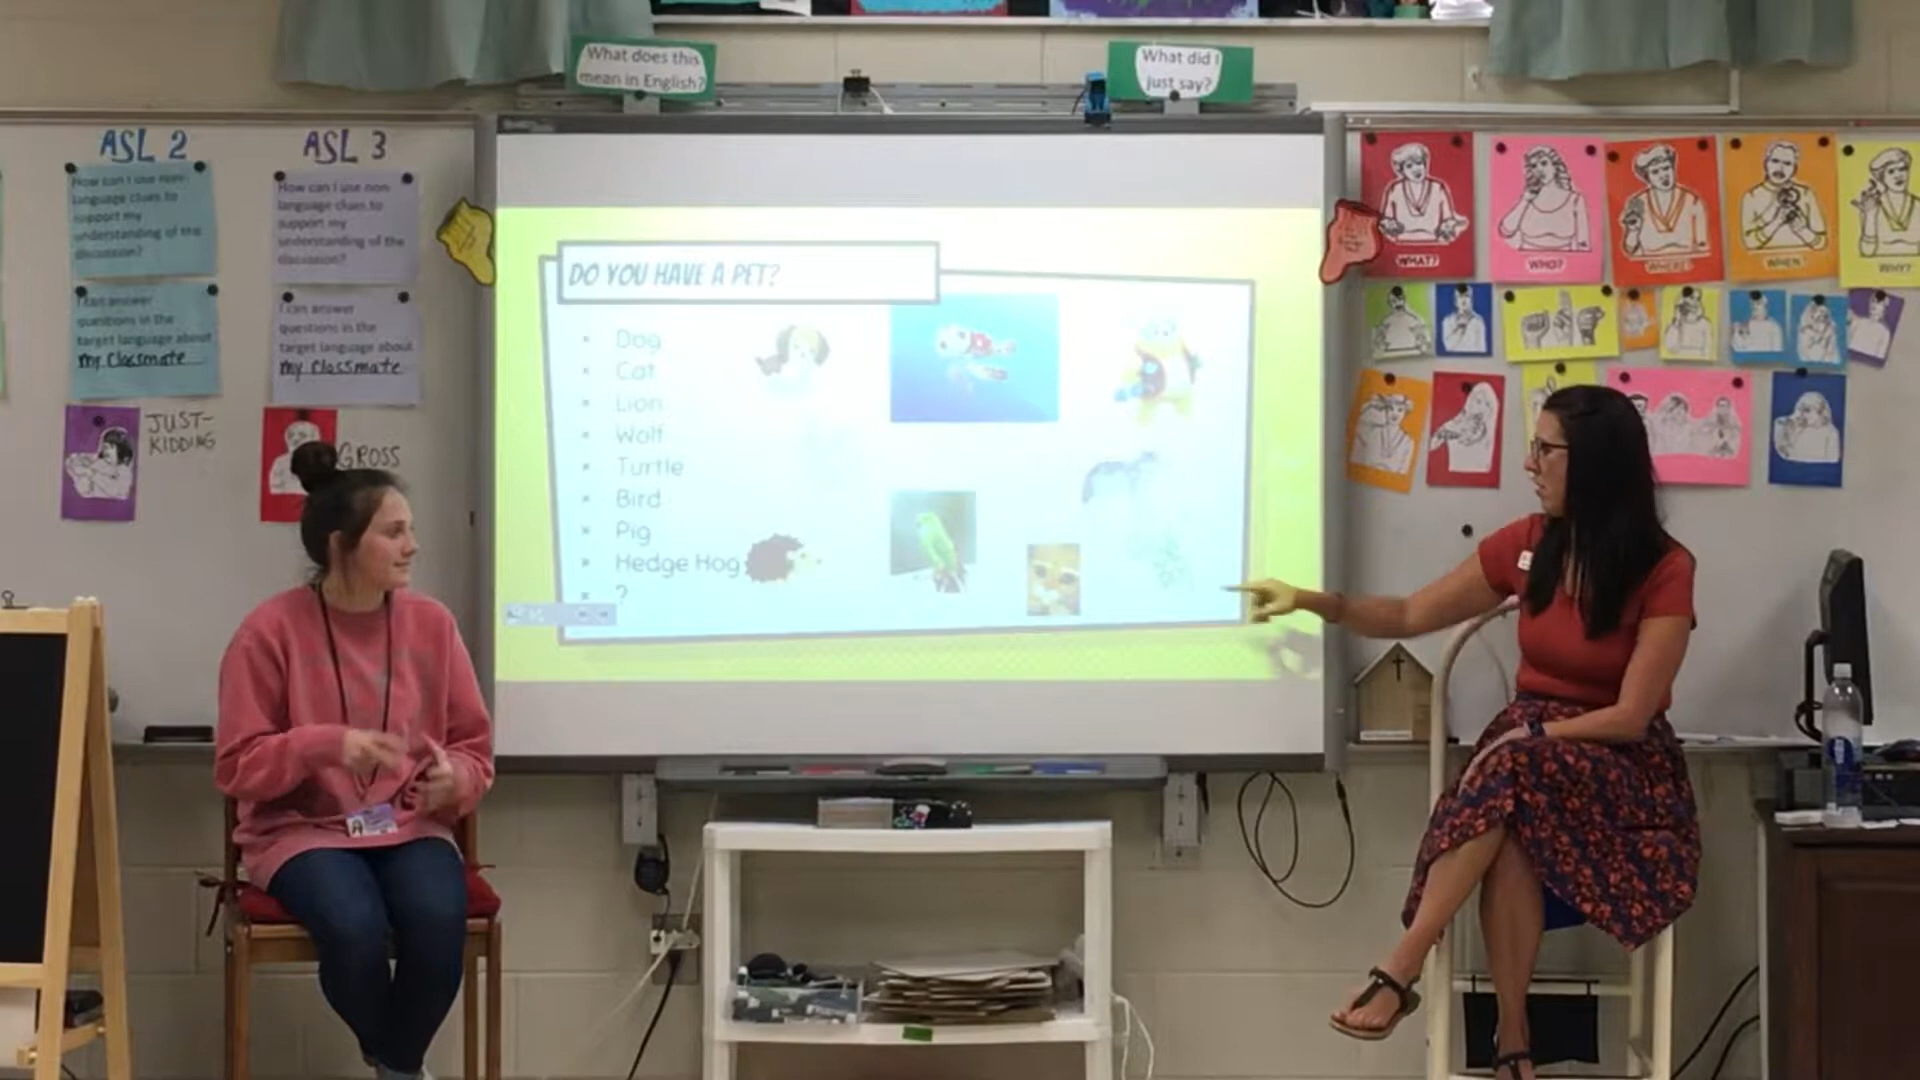 What does this
mean in English?
What did I
just say?
ASL 2
How can I use non-
language clues to
support my
understanding of the
discussion?
I can answer
questions in the
target language about
my classmate
JUST-
KIDDING
ASL 3
How can I use non-
language clues to
support my
understanding of the
discussion?
I can answer
questions in the
target language about
my classmate
GROSS
DO YOU HAVE A PET?
Dog
Cat
Lion
Wolf
Turtle
Bird
Pig
Hedge Hog
?
WHAT?
WHO?
WHERE?
WHEN?
WHY?